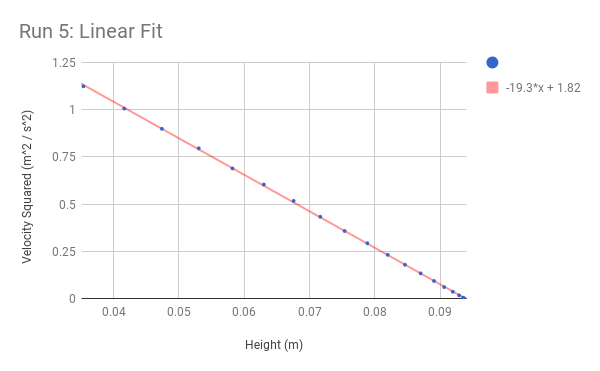 Run 5: Linear Fit
1.25
1
0.75
0.5
0.25
0
Velocity Squared (m^2 / s^2)
0.04 0.05 0.06 0.07 0.08 0.09
Height (m)
-19.3*x + 1.82